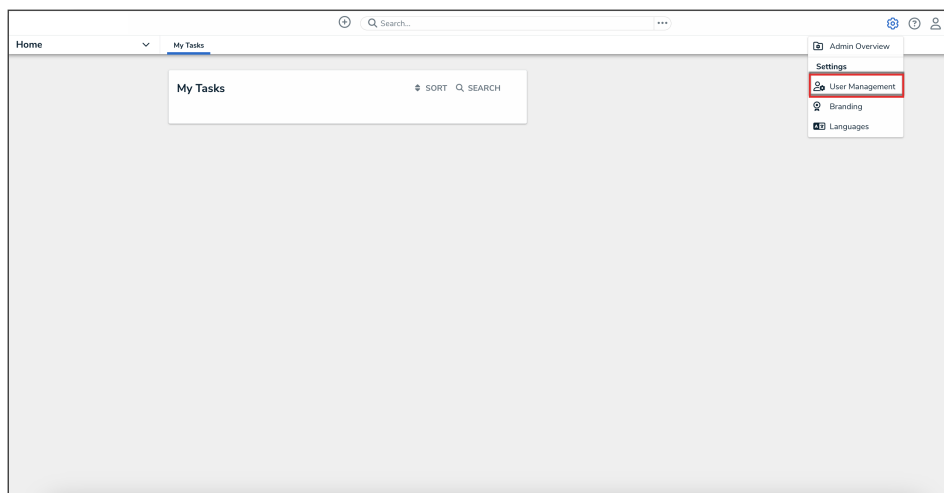 Search...
Home
My Tasks
Admin Overview
Settings
User Management
Branding
Languages
My Tasks
SORT SEARCH